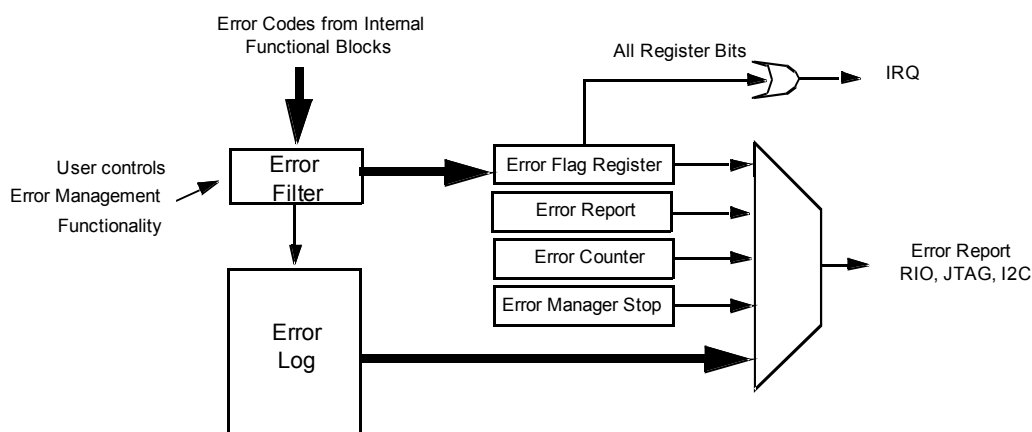 Error Codes from Internal
Functional Blocks
All Register Bits
IRQ
User controls
Error Management
Functionality
Error
Filter
Error Flag Register
Error Report
Error Counter
Error Manager Stop
Error
Log
Error Report
RIO, JTAG, I2C